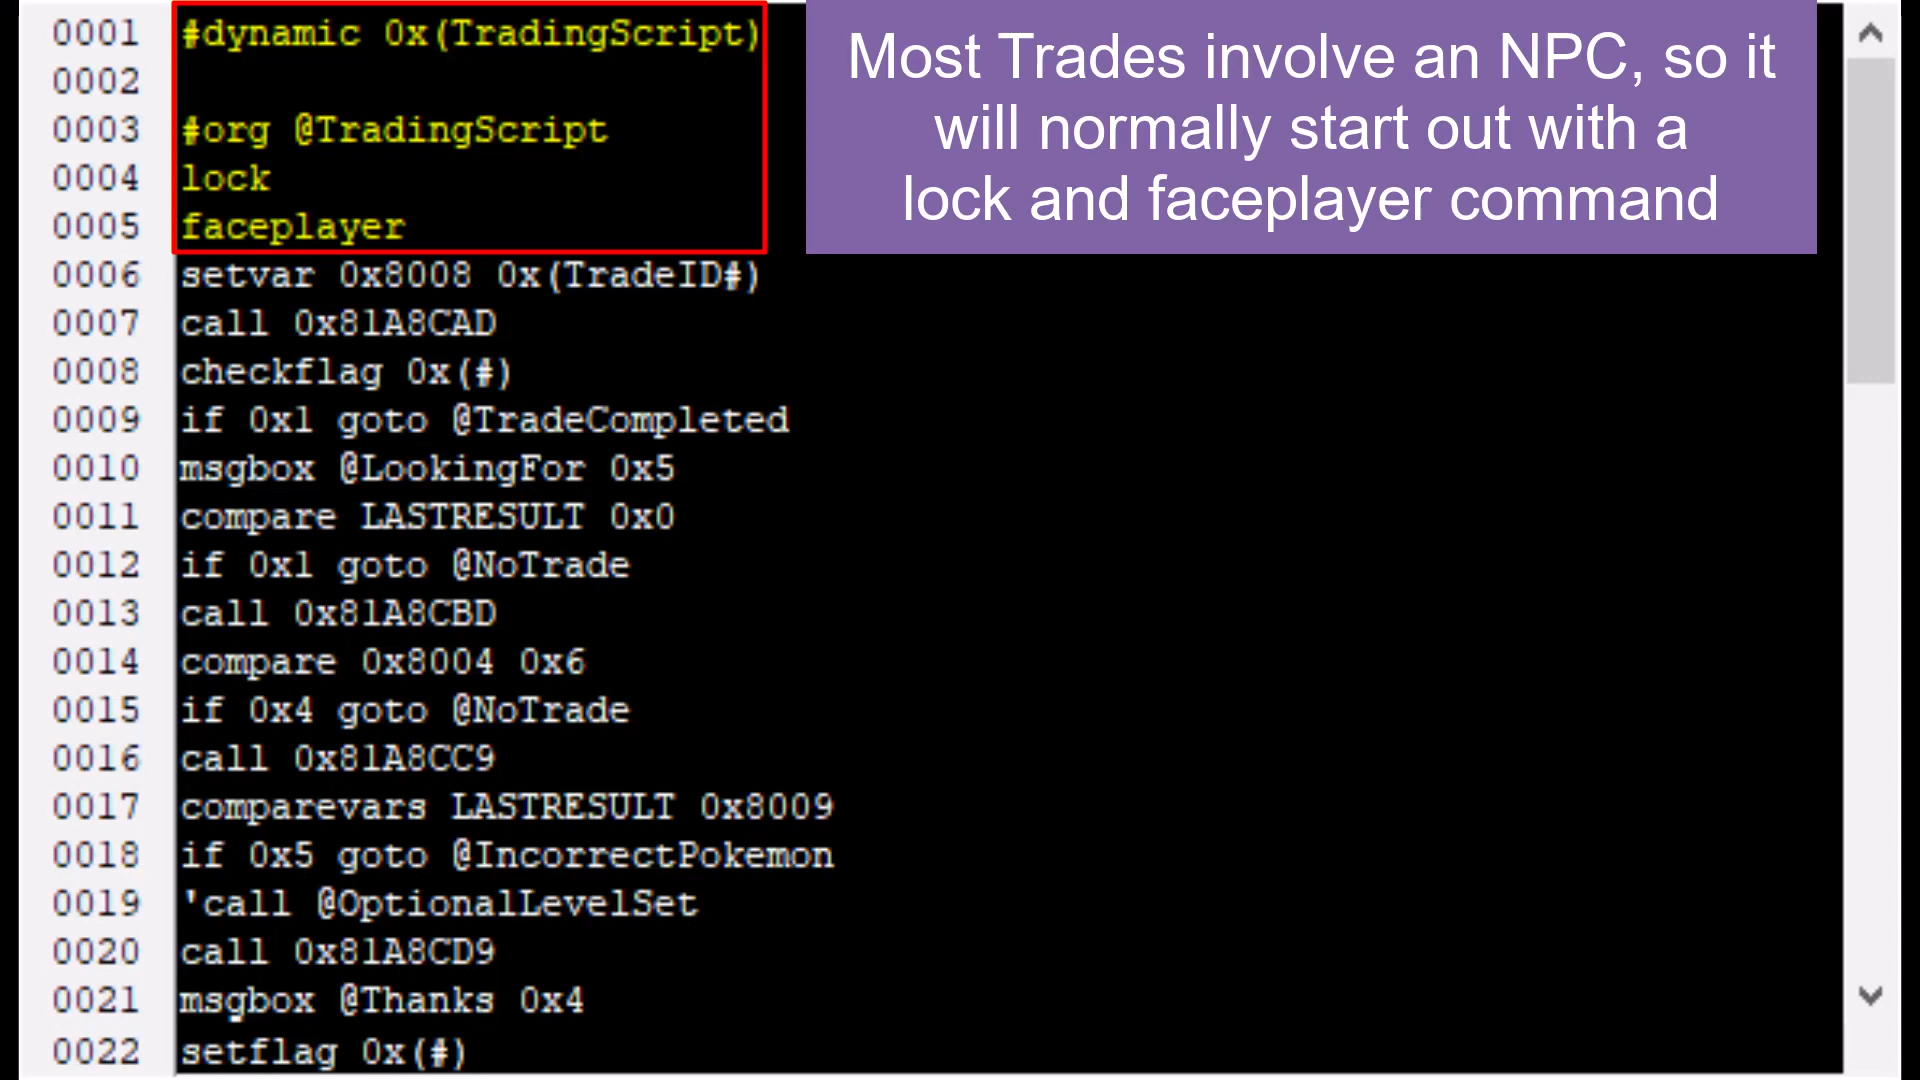 0001 #dynamic 0x(TradingScript)
0002
0003 #org @TradingScript
0004 lock
0005 faceplayer
0006 setvar 0x8008 0x(TradeID#)
0007 call 0x81A8CAD
0008 checkflag 0x(#)
0009 if 0x1 goto @TradeCompleted
0010 msgbox @LookingFor 0x5
0011 compare LASTRESULT 0x0
0012 if 0x1 goto @NoTrade
0013 call 0x81A8CBD
0014 compare 0x8004 0x6
0015 if 0x4 goto @NoTrade
0016 call 0x81A8CC9
0017 comparevars LASTRESULT 0x8009
0018 if 0x5 goto @IncorrectPokemon
0019 'call @OptionalLevelSet
0020 call 0x81A8CD9
0021 msgbox @Thanks 0x4
0022 setflag 0x(#)
Most Trades involve an NPC, so it
will normally start out with a
lock and faceplayer command